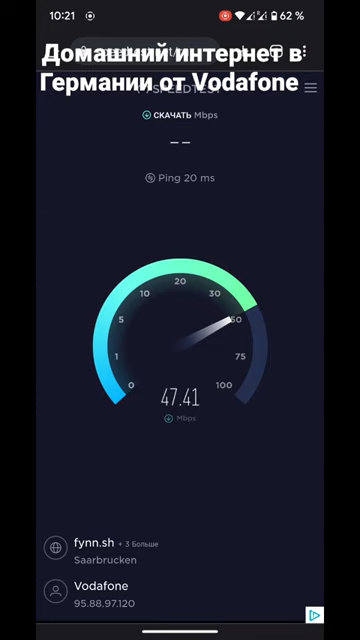 10:21
62 %
Домашний интернет в
Германии от Vodafone
SPEEDTEST
СКАЧАТЬ Mbps
Ping 20 ms
20
10
30
5
50
1
75
0
100
47.41
Mbps
fynn.sh + 3 Больше
Saarbrucken
Vodafone
95.88.97.120